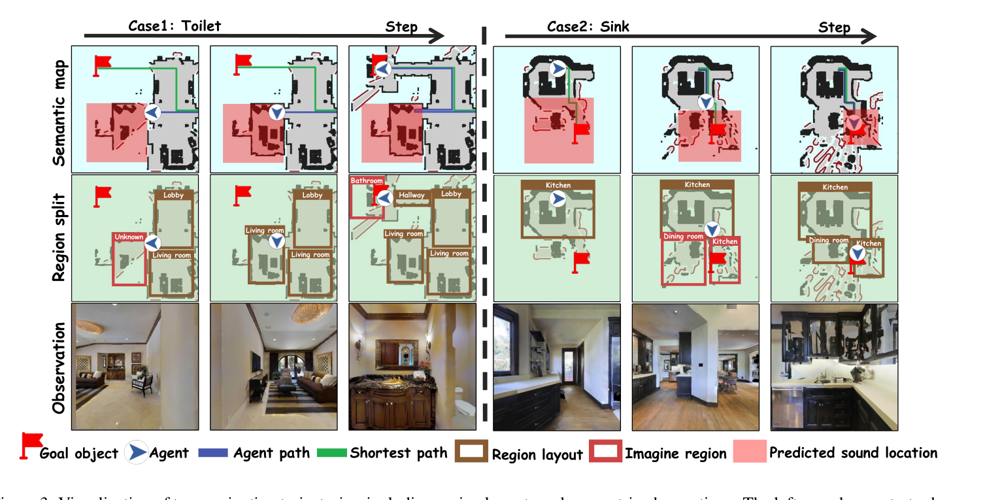 Case1: Toilet Step Case2: Sink Step
Semantic map
Region split
Lobby
Unknown
Living room
Lobby
Living room
Living room
Bathroom
Hallway Lobby
Living room
Living room
Kitchen
Kitchen
Dining room
Kitchen
Kitchen
Dining room
Kitchen
Observation
Goal object Agent Agent path Shortest path Region layout Imagine region Predicted sound location